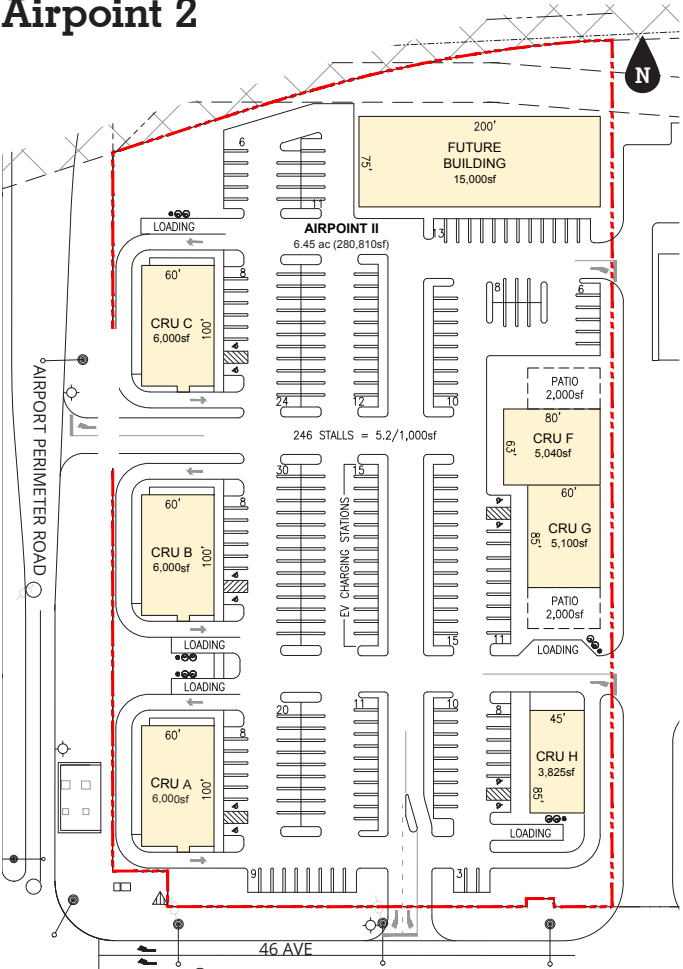 Airpoint 2
N
200'
75'
FUTURE
BUILDING
15,000sf
6
11
LOADING
AIRPOINT II
6.45 ac (280,810sf)
13
60'
8
CRU C
6,000sf
100'
8
6
PATIO
2,000sf
24
12
10
80'
63'
CRU F
5,040sf
246 STALLS = 5.2/1,000sf
AIRPORT PERIMETER ROAD
30
15
60'
8
CRU B
6,000sf
100'
EV CHARGING STATIONS
60'
CRU G
5,100sf
85'
PATIO
2,000sf
15
11
LOADING
LOADING
LOADING
20
11
10
8
60'
8
CRU A
6,000sf
100'
45'
CRU H
3,825sf
85'
LOADING
9
3
46 AVE